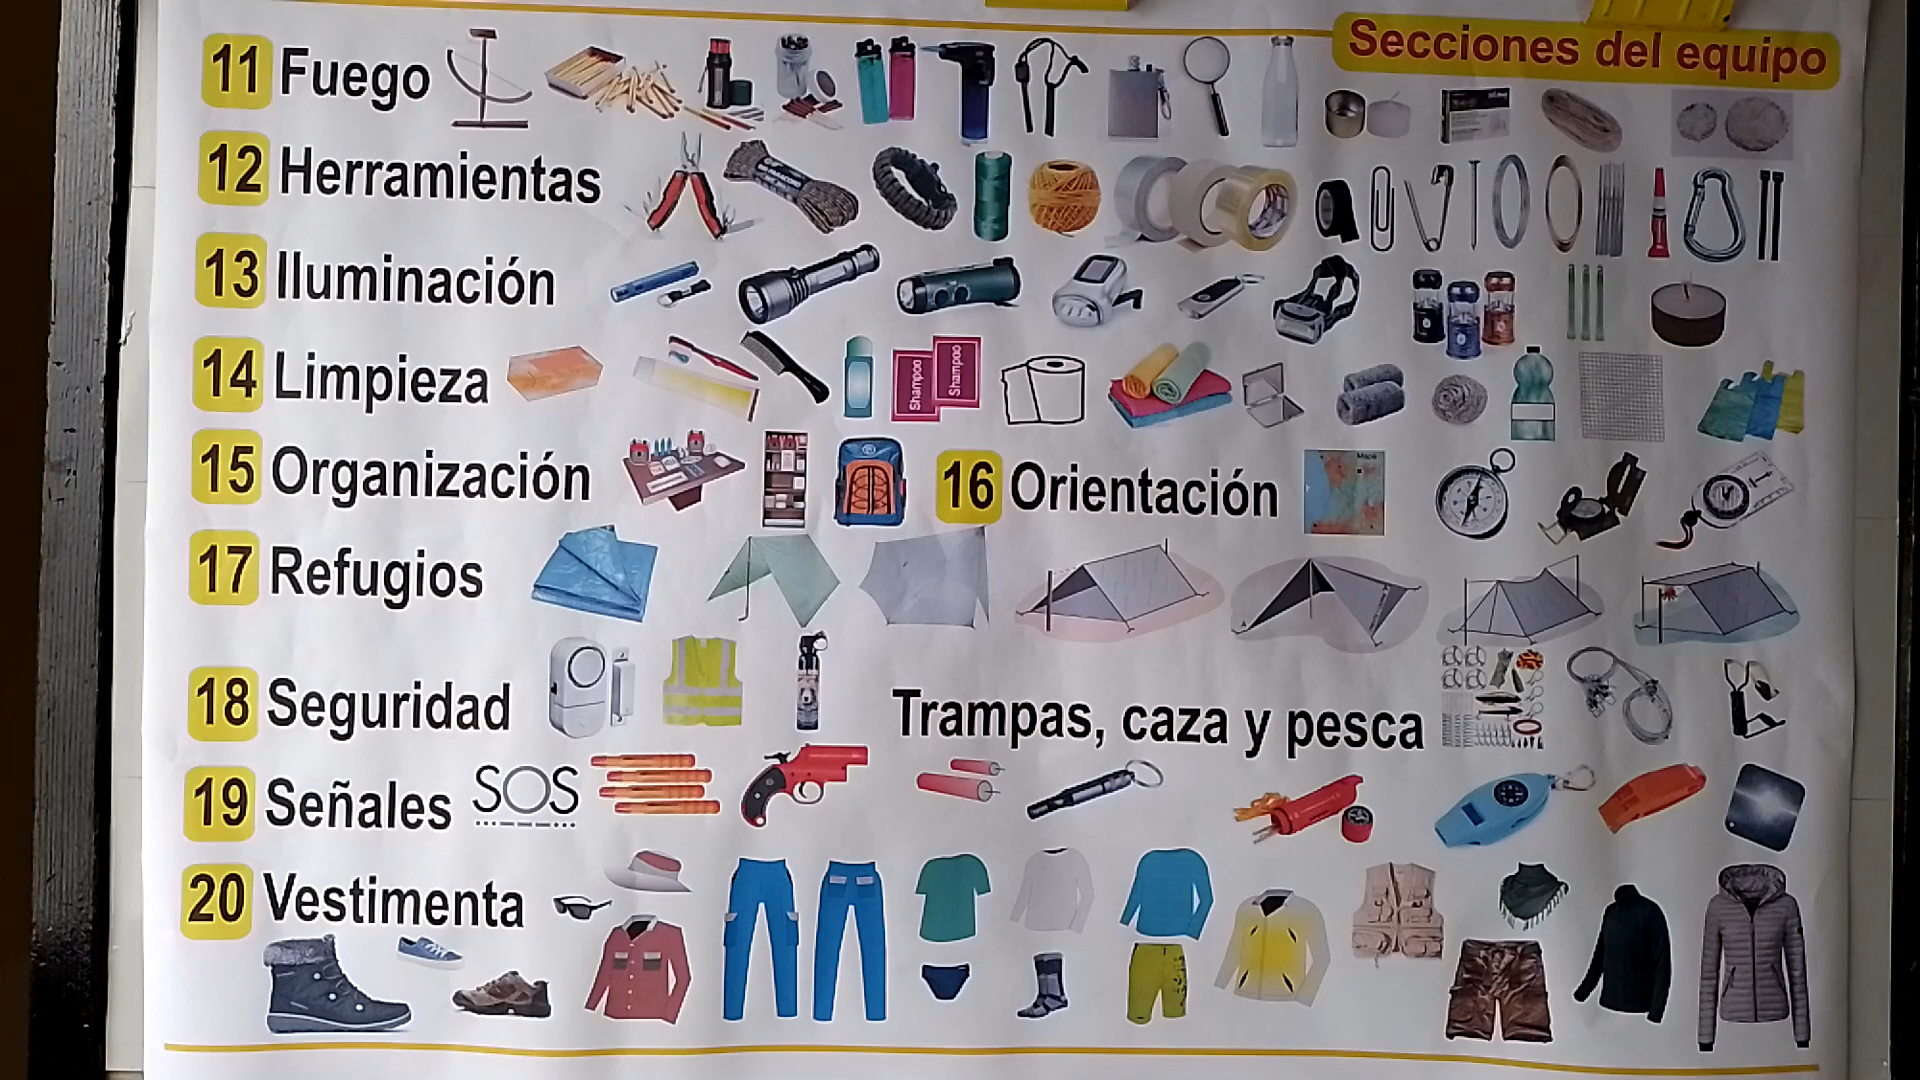 Secciones del equipo
11 Fuego
12 Herramientas
13 Iluminación
14 Limpieza
Shampoo
Shampoo
15 Organización
16 Orientación
Mapa
17 Refugios
18 Seguridad
Trampas, caza y pesca
19 Señales
SOS
20 Vestimenta